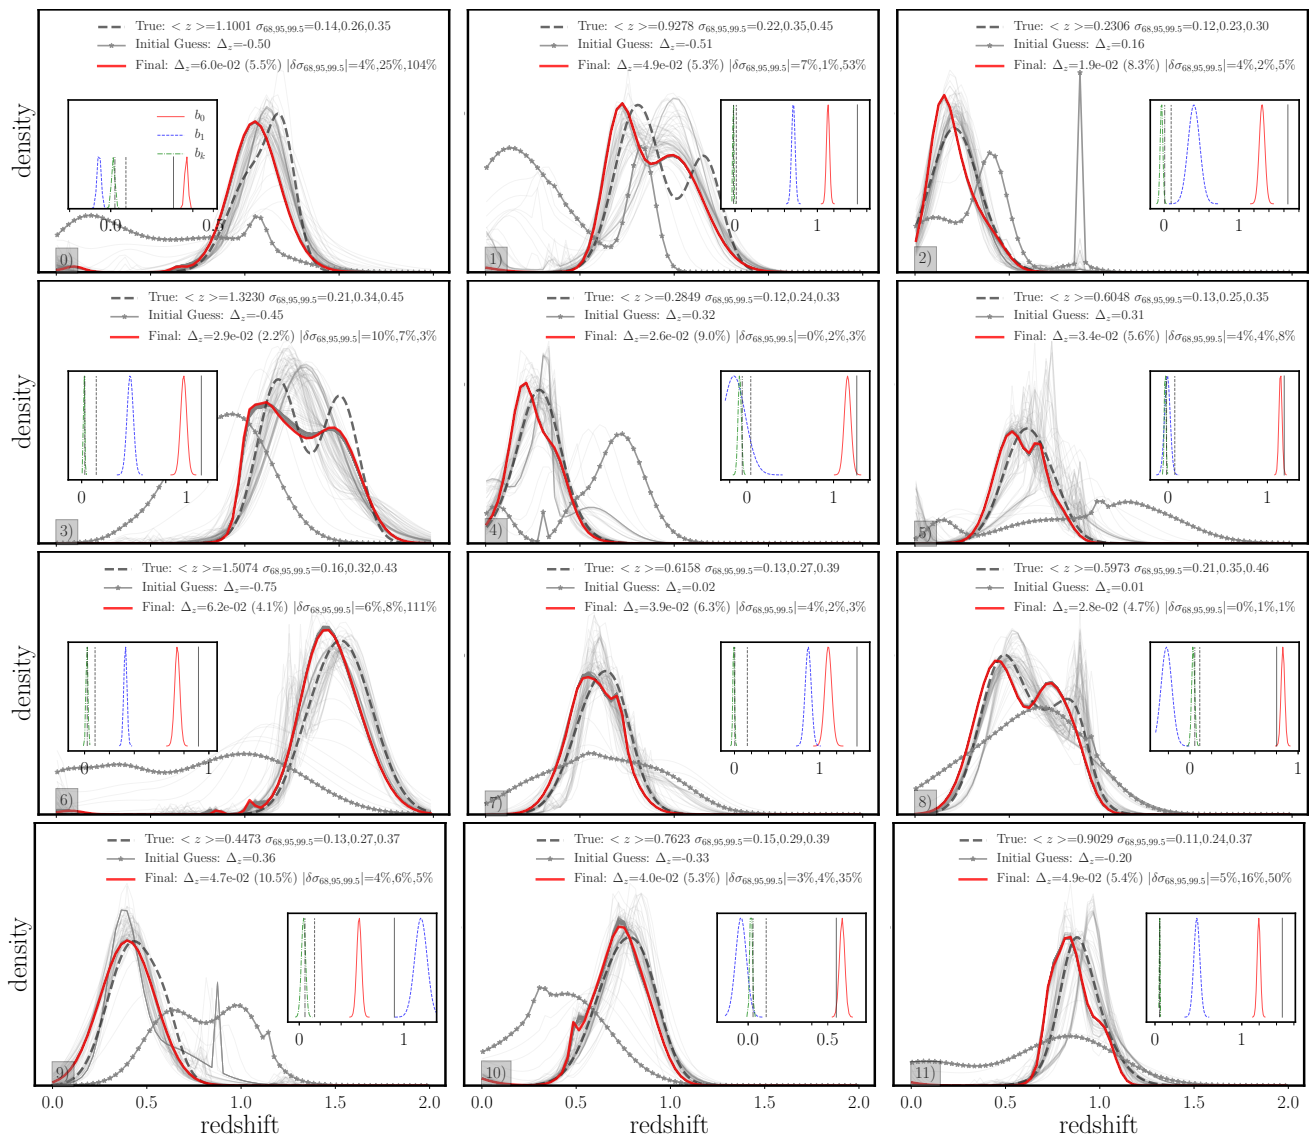 True: < z >=1.1001 σ68,95,99.5=0.14,0.26,0.35
Initial Guess: Δz=-0.50
Final: Δz=6.0e-02 (5.5%) |δσ68,95,99.5|=4%,25%,104%
b0
b1
bk
0.0 0.5
density
0)
True: < z >=0.9278 σ68,95,99.5=0.22,0.35,0.45
Initial Guess: Δz=-0.51
Final: Δz=4.9e-02 (5.3%) |δσ68,95,99.5|=7%,1%,53%
0 1
1)
True: < z >=0.2306 σ68,95,99.5=0.12,0.23,0.30
Initial Guess: Δz=0.16
Final: Δz=1.9e-02 (8.3%) |δσ68,95,99.5|=4%,2%,5%
0 1
2)
True: < z >=1.3230 σ68,95,99.5=0.21,0.34,0.45
Initial Guess: Δz=-0.45
Final: Δz=2.9e-02 (2.2%) |δσ68,95,99.5|=10%,7%,3%
density
0 1
3)
True: < z >=0.2849 σ68,95,99.5=0.12,0.24,0.33
Initial Guess: Δz=0.32
Final: Δz=2.6e-02 (9.0%) |δσ68,95,99.5|=0%,2%,3%
0 1
4)
True: < z >=0.6048 σ68,95,99.5=0.13,0.25,0.35
Initial Guess: Δz=0.31
Final: Δz=3.4e-02 (5.6%) |δσ68,95,99.5|=4%,4%,8%
0 1
5)
True: < z >=1.5074 σ68,95,99.5=0.16,0.32,0.43
Initial Guess: Δz=-0.75
Final: Δz=6.2e-02 (4.1%) |δσ68,95,99.5|=6%,8%,111%
density
0 1
6)
True: < z >=0.6158 σ68,95,99.5=0.13,0.27,0.39
Initial Guess: Δz=0.02
Final: Δz=3.9e-02 (6.3%) |δσ68,95,99.5|=4%,2%,3%
0 1
7)
True: < z >=0.5973 σ68,95,99.5=0.21,0.35,0.46
Initial Guess: Δz=0.01
Final: Δz=2.8e-02 (4.7%) |δσ68,95,99.5|=0%,1%,1%
0 1
8)
True: < z >=0.4473 σ68,95,99.5=0.13,0.27,0.37
Initial Guess: Δz=0.36
Final: Δz=4.7e-02 (10.5%) |δσ68,95,99.5|=4%,6%,5%
density
0 1
9)
0.0 0.5 1.0 1.5 2.0
redshift
True: < z >=0.7623 σ68,95,99.5=0.15,0.29,0.39
Initial Guess: Δz=-0.33
Final: Δz=4.0e-02 (5.3%) |δσ68,95,99.5|=3%,4%,35%
0.0 0.5
10)
0.0 0.5 1.0 1.5 2.0
redshift
True: < z >=0.9029 σ68,95,99.5=0.11,0.24,0.37
Initial Guess: Δz=-0.20
Final: Δz=4.9e-02 (5.4%) |δσ68,95,99.5|=5%,16%,50%
0 1
11)
0.0 0.5 1.0 1.5 2.0
redshift